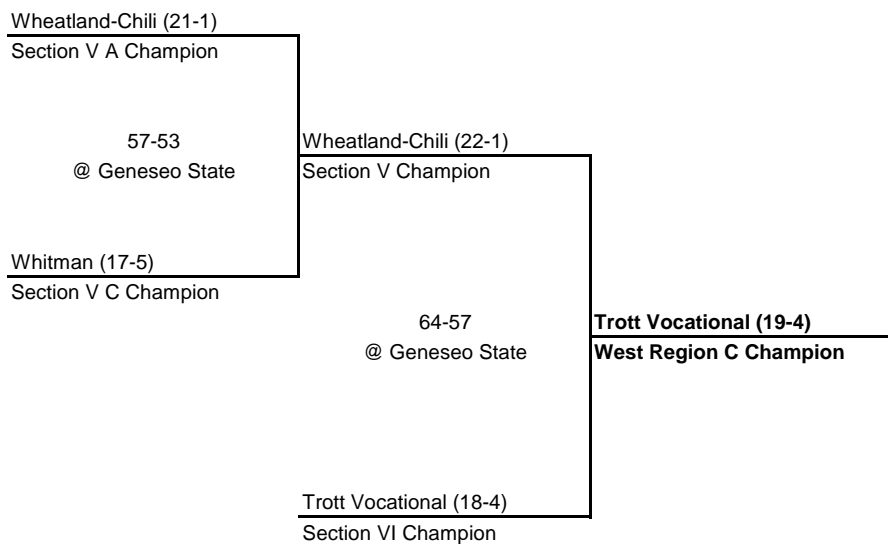 Wheatland-Chili (21-1)
Section V A Champion
57-53
@ Geneseo State
Wheatland-Chili (22-1)
Section V Champion
Whitman (17-5)
Section V C Champion
64-57
@ Geneseo State
Trott Vocational (19-4)
West Region C Champion
Trott Vocational (18-4)
Section VI Champion